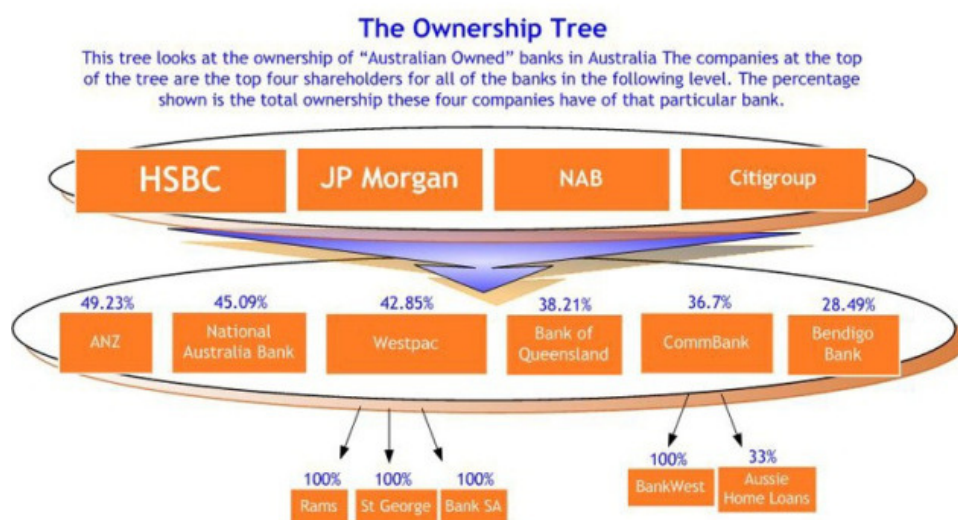 The Ownership Tree
This tree looks at the ownership of “Australian Owned” banks in Australia The companies at the top
of the tree are the top four shareholders for all of the banks in the following level. The percentage
shown is the total ownership these four companies have of that particular bank.
HSBC
JP Morgan
NAB
Citigroup
49.23%
45.09%
42.85%
38.21%
36.7%
28.49%
ANZ
National
Australia Bank
Westpac
Bank of
Queensland
CommBank
Bendigo
Bank
100%
100%
100%
100%
33%
Rams
St George
Bank SA
BankWest
Aussie
Home Loans